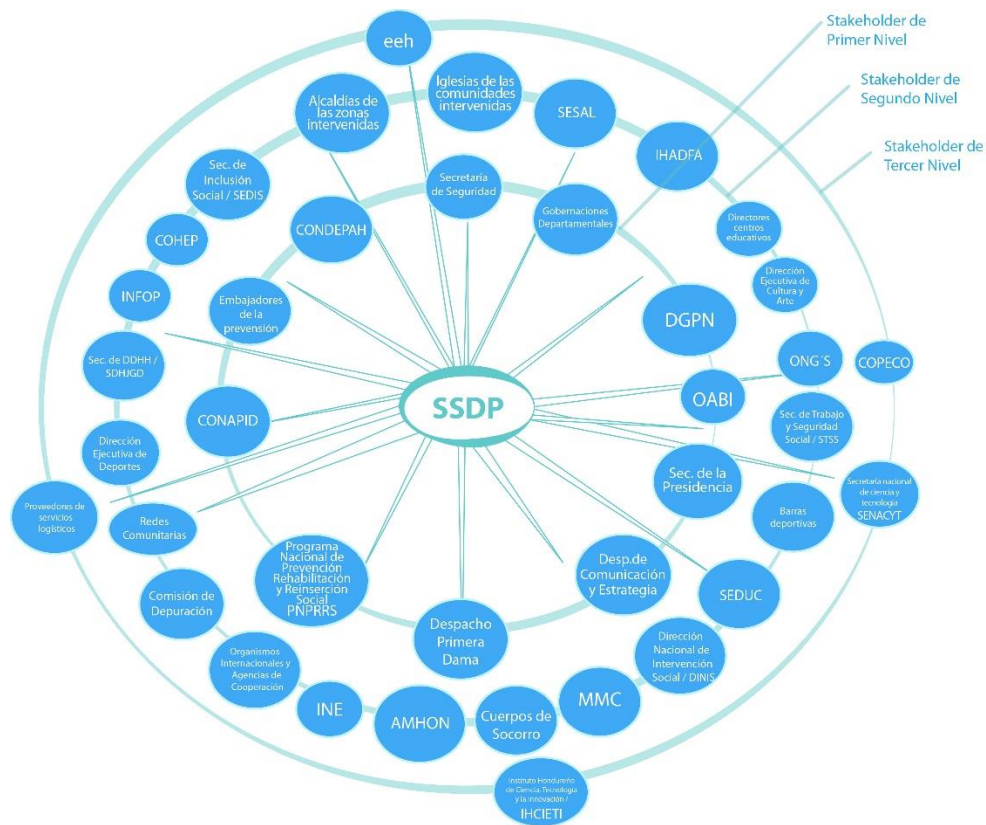 eeh
Stakeholder de
Primer Nivel
Stakeholder de
Segundo Nivel
Stakeholder de
Tercer Nivel
Iglesias de las
comunidades
intervenidas
Alcaldías de
las zonas
intervenidas
SESAL
IHADFA
Sec. de
Inclusión
Social / SEDIS
Secretaría
de Seguridad
Gobernaciones
Departamentales
CONDEPAH
Directores
centros
educativos
COHEP
Dirección
Ejecutiva de
Cultura y
Arte
INFOP
Embajadores
de la
prevención
DGPN
Sec. de DDHH /
SDHJGD
ONG´S
COPECO
SSDP
OABI
CONAPID
Sec. de Trabajo
y Seguridad
Social / STSS
Dirección
Ejecutiva de
Deportes
Sec. de la
Presidencia
Secretaría nacional
de ciencia y
tecnología
SENACYT
Proveedores de
servicios
logísticos
Redes
Comunitarias
Barras
deportivas
Programa
Nacional de
Prevención
Rehabilitación
y Reinserción
Social
PNPRRS
Desp.de
Comunicación
y Estrategia
SEDUC
Comisión de
Depuración
Despacho
Primera
Dama
Dirección
Nacional de
Intervención
Social / DINIS
Organismos
Internacionales y
Agencias de
Cooperación
INE
AMHON
Cuerpos de
Socorro
MMC
Instituto Hondureño
de Ciencia, Tecnología
y la Innovación /
IHCIETI